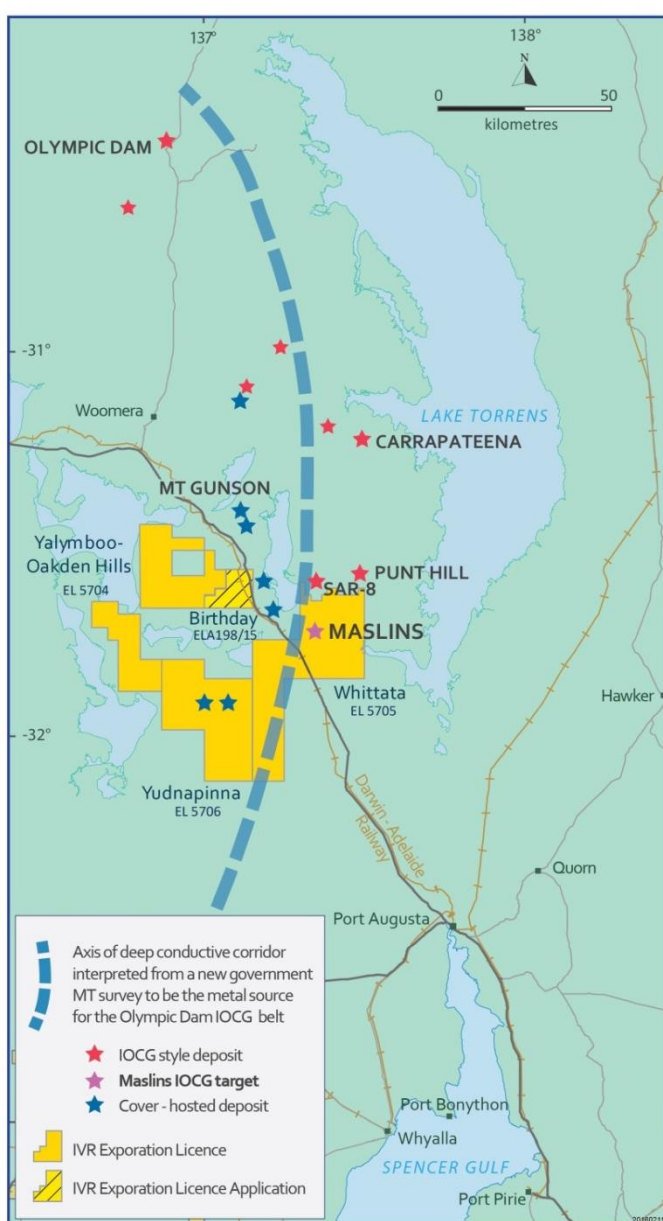 137°
138°
N
0 50
kilometres
OLYMPIC DAM
-31°
Woomera
LAKE TORRENS
CARRAPATEENA
MT GUNSON
Yalymboo-
Oakden Hills
EL 5704
PUNT HILL
SAR-8
Birthday
ELA198/15
MASLINS
Whittata
EL 5705
Hawker
-32°
Yudnapinna
EL 5706
Darwin - Adelaide
Railway
Quorn
Port Augusta
Axis of deep conductive corridor
interpreted from a new government
MT survey to be the metal source
for the Olympic Dam IOCG belt
IOCG style deposit
Maslins IOCG target
Cover - hosted deposit
IVR Exporation Licence
IVR Exporation Licence Application
Port Bonython
Whyalla
SPENCER GULF
Port Pirie